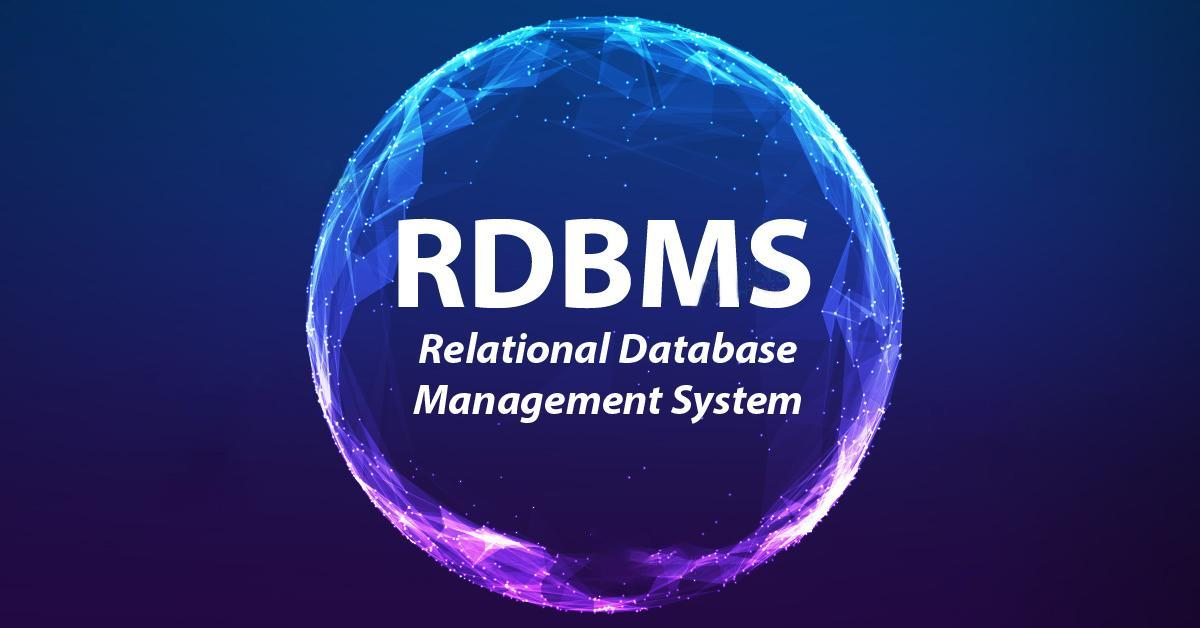 RDBMS
Relational Database
Management System